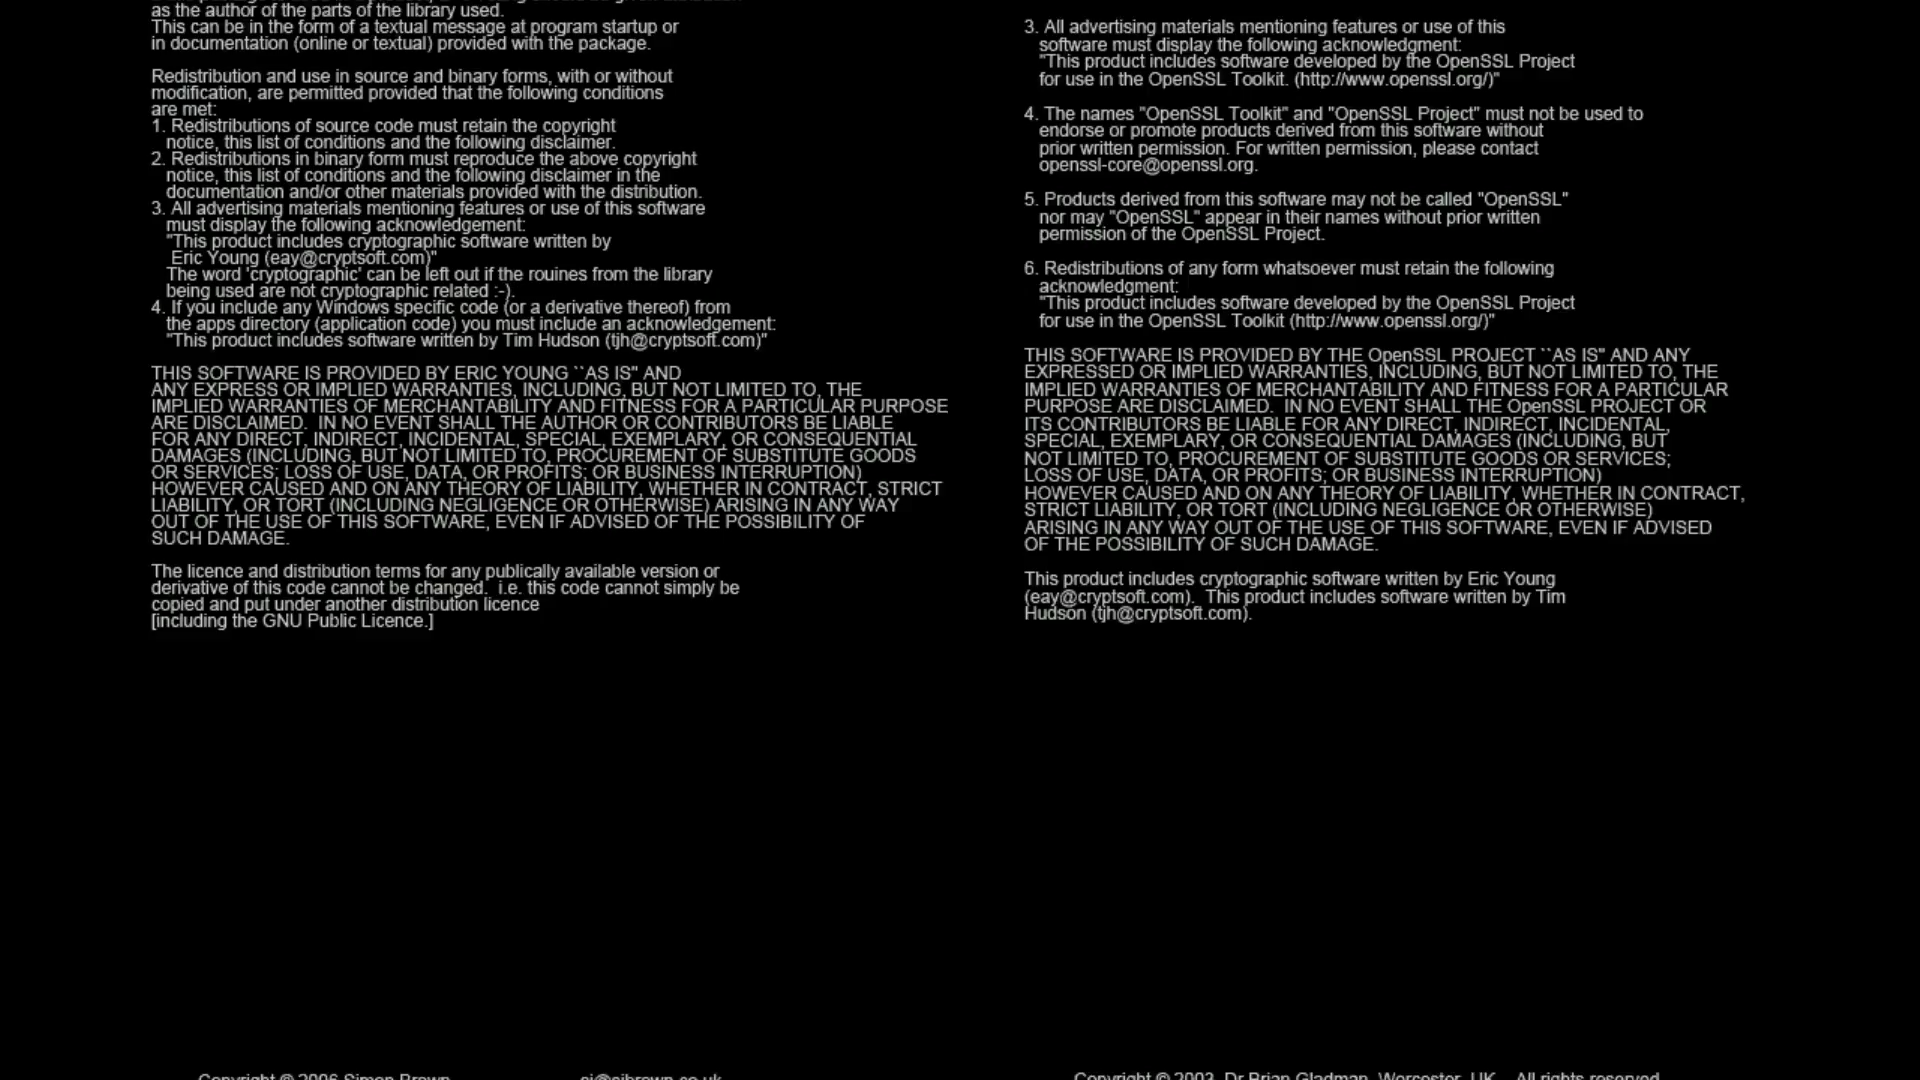 as the author of the parts of the library used.
This can be in the form of a textual message at program startup or
in documentation (online or textual) provided with the package.
Redistribution and use in source and binary forms, with or without
modification, are permitted provided that the following conditions
are met:
1. Redistributions of source code must retain the copyright
notice, this list of conditions and the following disclaimer.
2. Redistributions in binary form must reproduce the above copyright
notice, this list of conditions and the following disclaimer in the
documentation and/or other materials provided with the distribution.
3. All advertising materials mentioning features or use of this software
must display the following acknowledgement:
"This product includes cryptographic software written by
Eric Young (eay@cryptsoft.com)"
The word 'cryptographic' can be left out if the rouines from the library
being used are not cryptographic related :-).
4. If you include any Windows specific code (or a derivative thereof) from
the apps directory (application code) you must include an acknowledgement:
"This product includes software written by Tim Hudson (tjh@cryptsoft.com)"
THIS SOFTWARE IS PROVIDED BY ERIC YOUNG ``AS IS'' AND
ANY EXPRESS OR IMPLIED WARRANTIES, INCLUDING, BUT NOT LIMITED TO, THE
IMPLIED WARRANTIES OF MERCHANTABILITY AND FITNESS FOR A PARTICULAR PURPOSE
ARE DISCLAIMED.  IN NO EVENT SHALL THE AUTHOR OR CONTRIBUTORS BE LIABLE
FOR ANY DIRECT, INDIRECT, INCIDENTAL, SPECIAL, EXEMPLARY, OR CONSEQUENTIAL
DAMAGES (INCLUDING, BUT NOT LIMITED TO, PROCUREMENT OF SUBSTITUTE GOODS
OR SERVICES; LOSS OF USE, DATA, OR PROFITS; OR BUSINESS INTERRUPTION)
HOWEVER CAUSED AND ON ANY THEORY OF LIABILITY, WHETHER IN CONTRACT, STRICT
LIABILITY, OR TORT (INCLUDING NEGLIGENCE OR OTHERWISE) ARISING IN ANY WAY
OUT OF THE USE OF THIS SOFTWARE, EVEN IF ADVISED OF THE POSSIBILITY OF
SUCH DAMAGE.
The licence and distribution terms for any publically available version or
derivative of this code cannot be changed.  i.e. this code cannot simply be
copied and put under another distribution licence
[including the GNU Public Licence.]
3. All advertising materials mentioning features or use of this
software must display the following acknowledgment:
"This product includes software developed by the OpenSSL Project
for use in the OpenSSL Toolkit. (http://www.openssl.org/)"
4. The names "OpenSSL Toolkit" and "OpenSSL Project" must not be used to
endorse or promote products derived from this software without
prior written permission. For written permission, please contact
openssl-core@openssl.org.
5. Products derived from this software may not be called "OpenSSL"
nor may "OpenSSL" appear in their names without prior written
permission of the OpenSSL Project.
6. Redistributions of any form whatsoever must retain the following
acknowledgment:
"This product includes software developed by the OpenSSL Project
for use in the OpenSSL Toolkit (http://www.openssl.org/)"
THIS SOFTWARE IS PROVIDED BY THE OpenSSL PROJECT ``AS IS'' AND ANY
EXPRESSED OR IMPLIED WARRANTIES, INCLUDING, BUT NOT LIMITED TO, THE
IMPLIED WARRANTIES OF MERCHANTABILITY AND FITNESS FOR A PARTICULAR
PURPOSE ARE DISCLAIMED.  IN NO EVENT SHALL THE OpenSSL PROJECT OR
ITS CONTRIBUTORS BE LIABLE FOR ANY DIRECT, INDIRECT, INCIDENTAL,
SPECIAL, EXEMPLARY, OR CONSEQUENTIAL DAMAGES (INCLUDING, BUT
NOT LIMITED TO, PROCUREMENT OF SUBSTITUTE GOODS OR SERVICES;
LOSS OF USE, DATA, OR PROFITS; OR BUSINESS INTERRUPTION)
HOWEVER CAUSED AND ON ANY THEORY OF LIABILITY, WHETHER IN CONTRACT,
STRICT LIABILITY, OR TORT (INCLUDING NEGLIGENCE OR OTHERWISE)
ARISING IN ANY WAY OUT OF THE USE OF THIS SOFTWARE, EVEN IF ADVISED
OF THE POSSIBILITY OF SUCH DAMAGE.
This product includes cryptographic software written by Eric Young
(eay@cryptsoft.com).  This product includes software written by Tim
Hudson (tjh@cryptsoft.com).
Copyright © 2006 Simon Brown si@sjbrown.co.uk
Copyright © 2003, Dr Brian Gladman, Worcester, UK. All rights reserved.